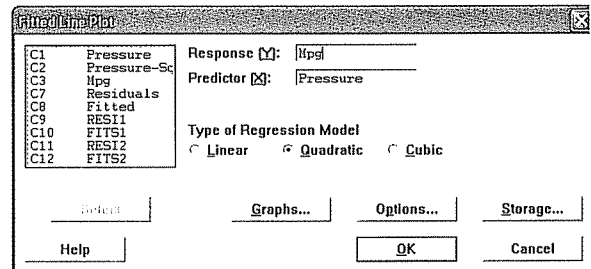 Fitted Line Plot
C1 Pressure
C2 Pressure-Sq
C3 Mpg
C7 Residuals
C8 Fitted
C9 RESI1
C10 FITS1
C11 RESI2
C12 FITS2
Response [Y]: Mpg
Predictor [X]: Pressure
Type of Regression Model
Linear Quadratic Cubic
Select Graphs... Options... Storage...
Help OK Cancel